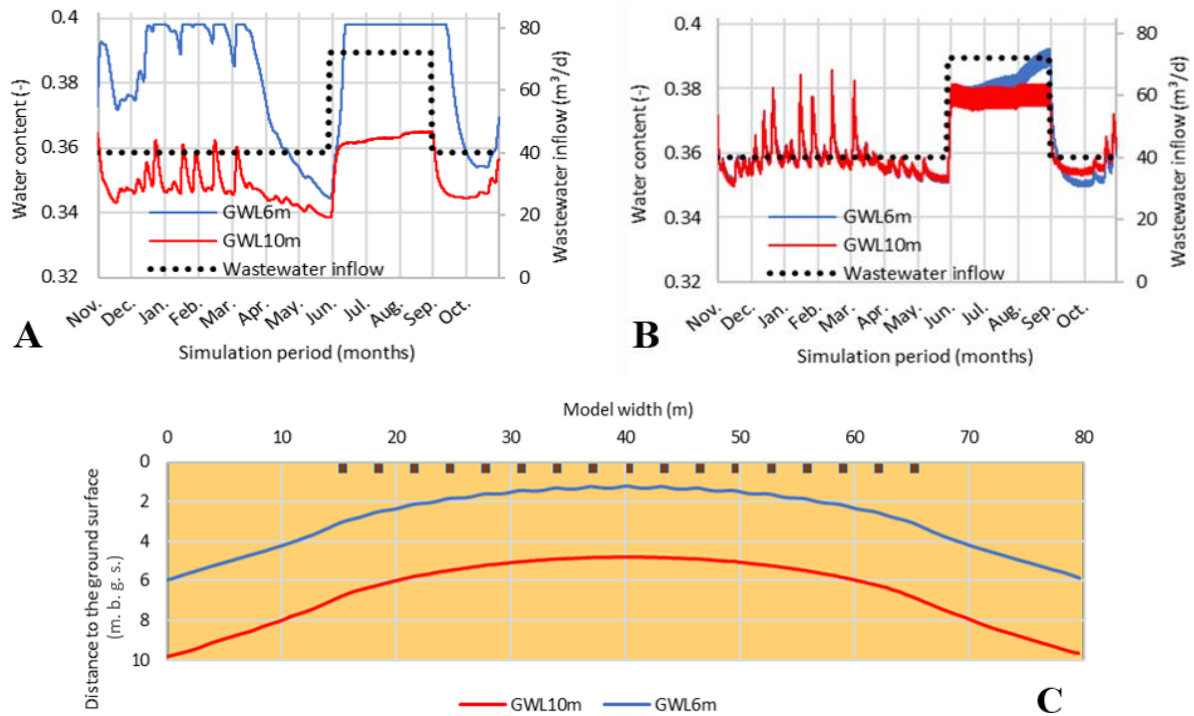 0.4
0.38
0.36
0.34
0.32
Water content (-)
80
60
40
20
0
Wastewater inflow (m³/d)
GWL6m
GWL10m
Wastewater inflow
Nov. Dec. Jan. Feb. Mar. Apr. May. Jun. Jul. Aug. Sep. Oct.
Simulation period (months)
A
0.4
0.38
0.36
0.34
0.32
Water content (-)
80
60
40
20
0
Wastewater inflow (m³/d)
GWL6m
GWL10m
Wastewater inflow
Nov. Dec. Jan. Feb. Mar. Apr. May. Jun. Jul. Aug. Sep. Oct.
Simulation period (months)
B
Model width (m)
0 10 20 30 40 50 60 70 80
0
2
4
6
8
10
Distance to the ground surface
(m. b. g. s.)
GWL10m GWL6m
C